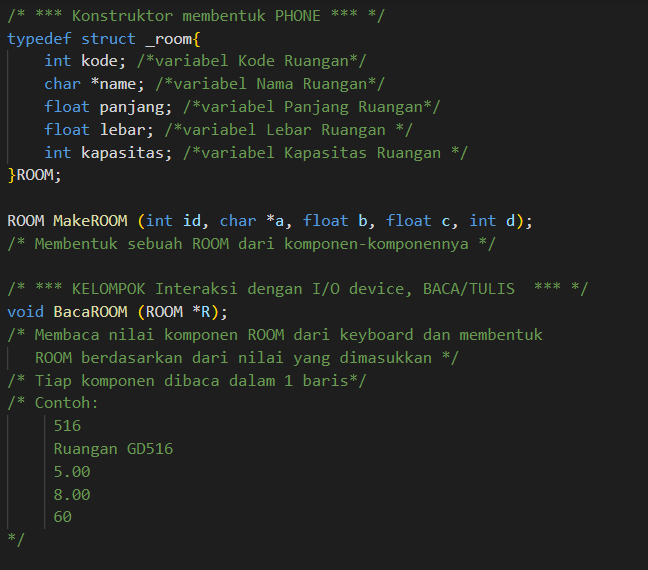 /* *** Konstruktor membentuk PHONE *** */
typedef struct _room{
    int kode; /*variabel Kode Ruangan*/
    char *name; /*variabel Nama Ruangan*/
    float panjang; /*variabel Panjang Ruangan*/
    float lebar; /*variabel Lebar Ruangan */
    int kapasitas; /*variabel Kapasitas Ruangan */
}ROOM;

ROOM MakeROOM (int id, char *a, float b, float c, int d);
/* Membentuk sebuah ROOM dari komponen-komponennya */

/* *** KELOMPOK Interaksi dengan I/O device, BACA/TULIS  *** */
void BacaROOM (ROOM *R);
/* Membaca nilai komponen ROOM dari keyboard dan membentuk
   ROOM berdasarkan dari nilai yang dimasukkan */
/* Tiap komponen dibaca dalam 1 baris*/
/* Contoh:
     516
     Ruangan GD516
     5.00
     8.00
     60
*/